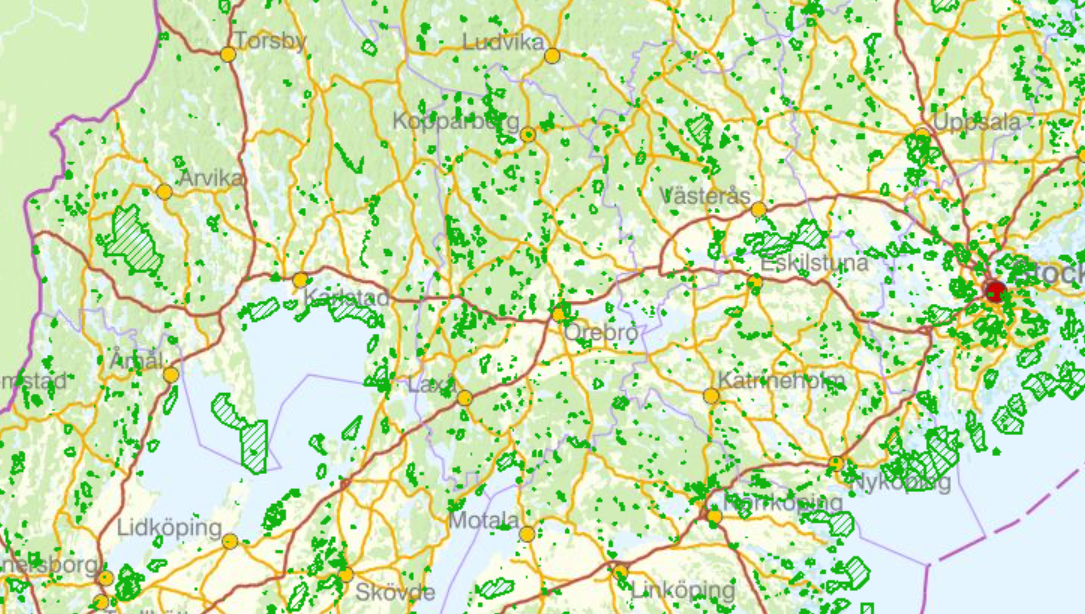 Torsby
Ludvika
Kopparberg
Uppsala
Arvika
Västerås
Eskilstuna
Karlstad
Örebro
Åmål
Laxå
Katrineholm
Nyköping
Norrköping
Lidköping
Motala
Skövde
Linköping